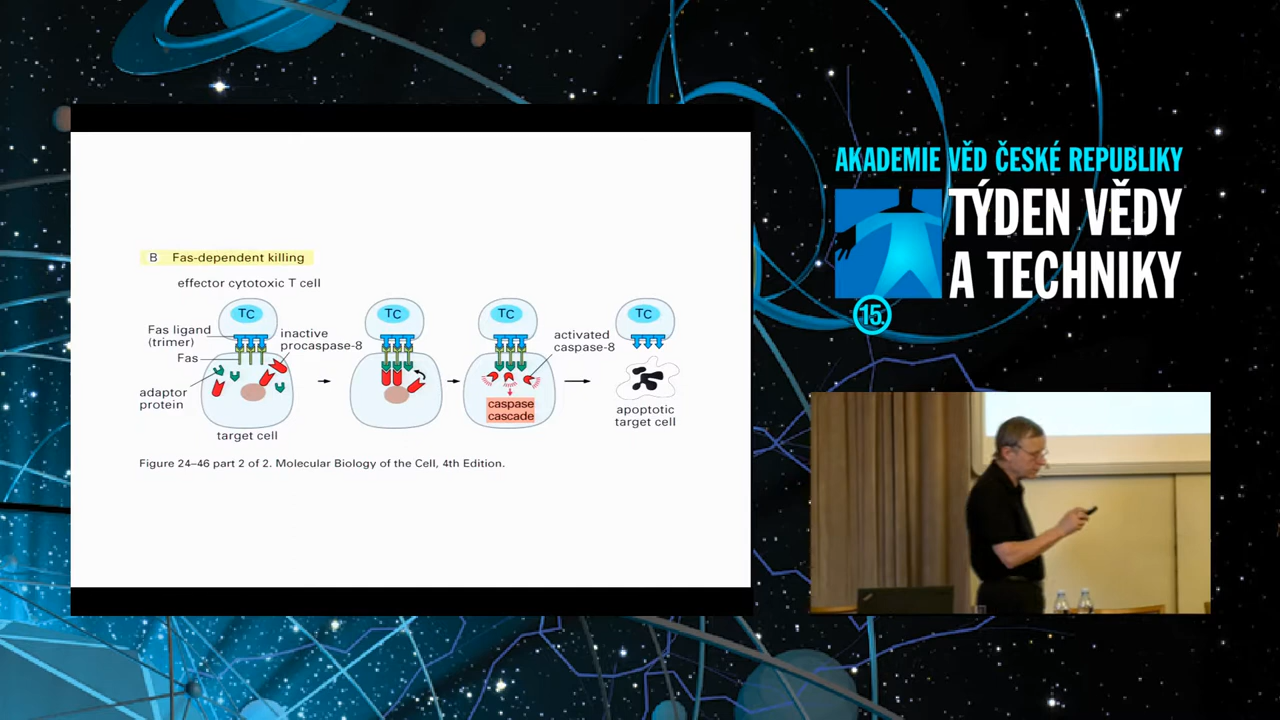 B Fas-dependent killing
effector cytotoxic T cell
TC
TC
TC
TC
Fas ligand
(trimer)
inactive
procaspase-8
Fas
adaptor
protein
target cell
activated
caspase-8
caspase
cascade
apoptotic
target cell
Figure 24–46 part 2 of 2. Molecular Biology of the Cell, 4th Edition.
AKADEMIE VĚD ČESKÉ REPUBLIKY
TÝDEN VĚDY
A TECHNIKY
15.